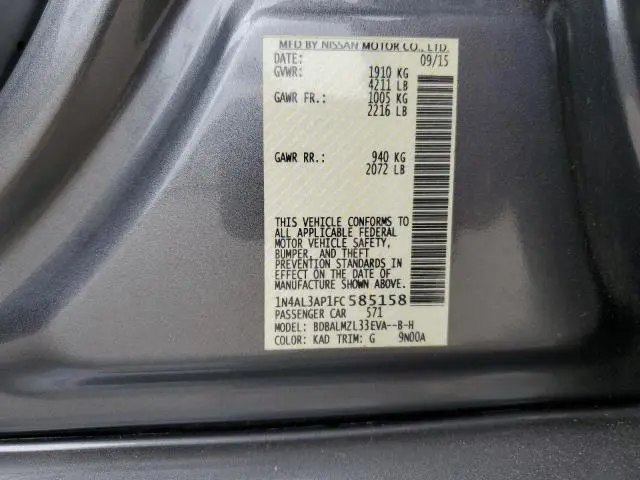 MFD BY NISSAN MOTOR CO., LTD.
DATE: 09/15
GVWR: 1910 KG
4211 LB
GAWR FR.: 1005 KG
2216 LB
GAWR RR.: 940 KG
2072 LB
THIS VEHICLE CONFORMS TO
ALL APPLICABLE FEDERAL
MOTOR VEHICLE SAFETY,
BUMPER, AND THEFT
PREVENTION STANDARDS IN
EFFECT ON THE DATE OF
MANUFACTURE SHOWN ABOVE.
1N4AL3AP1FC585158
PASSENGER CAR 571
MODEL: BDBALMZL33EVA--B-H
COLOR: KAD TRIM: G 9N00A